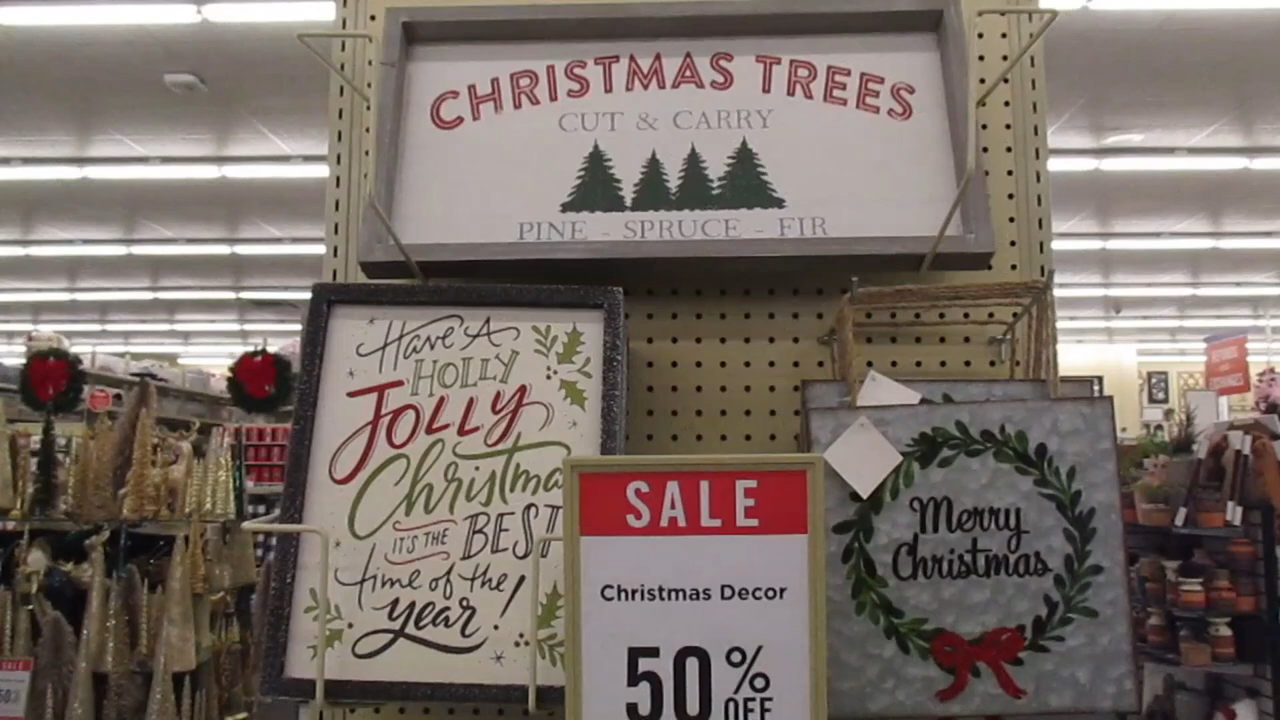 CHRISTMAS TREES
CUT & CARRY
PINE - SPRUCE - FIR
Have A
HOLLY
JOLLY
Christma
IT'S THE BEST
time of the
year!
SALE
Christmas Decor
50% OFF
Merry
Christmas
SALE
50%